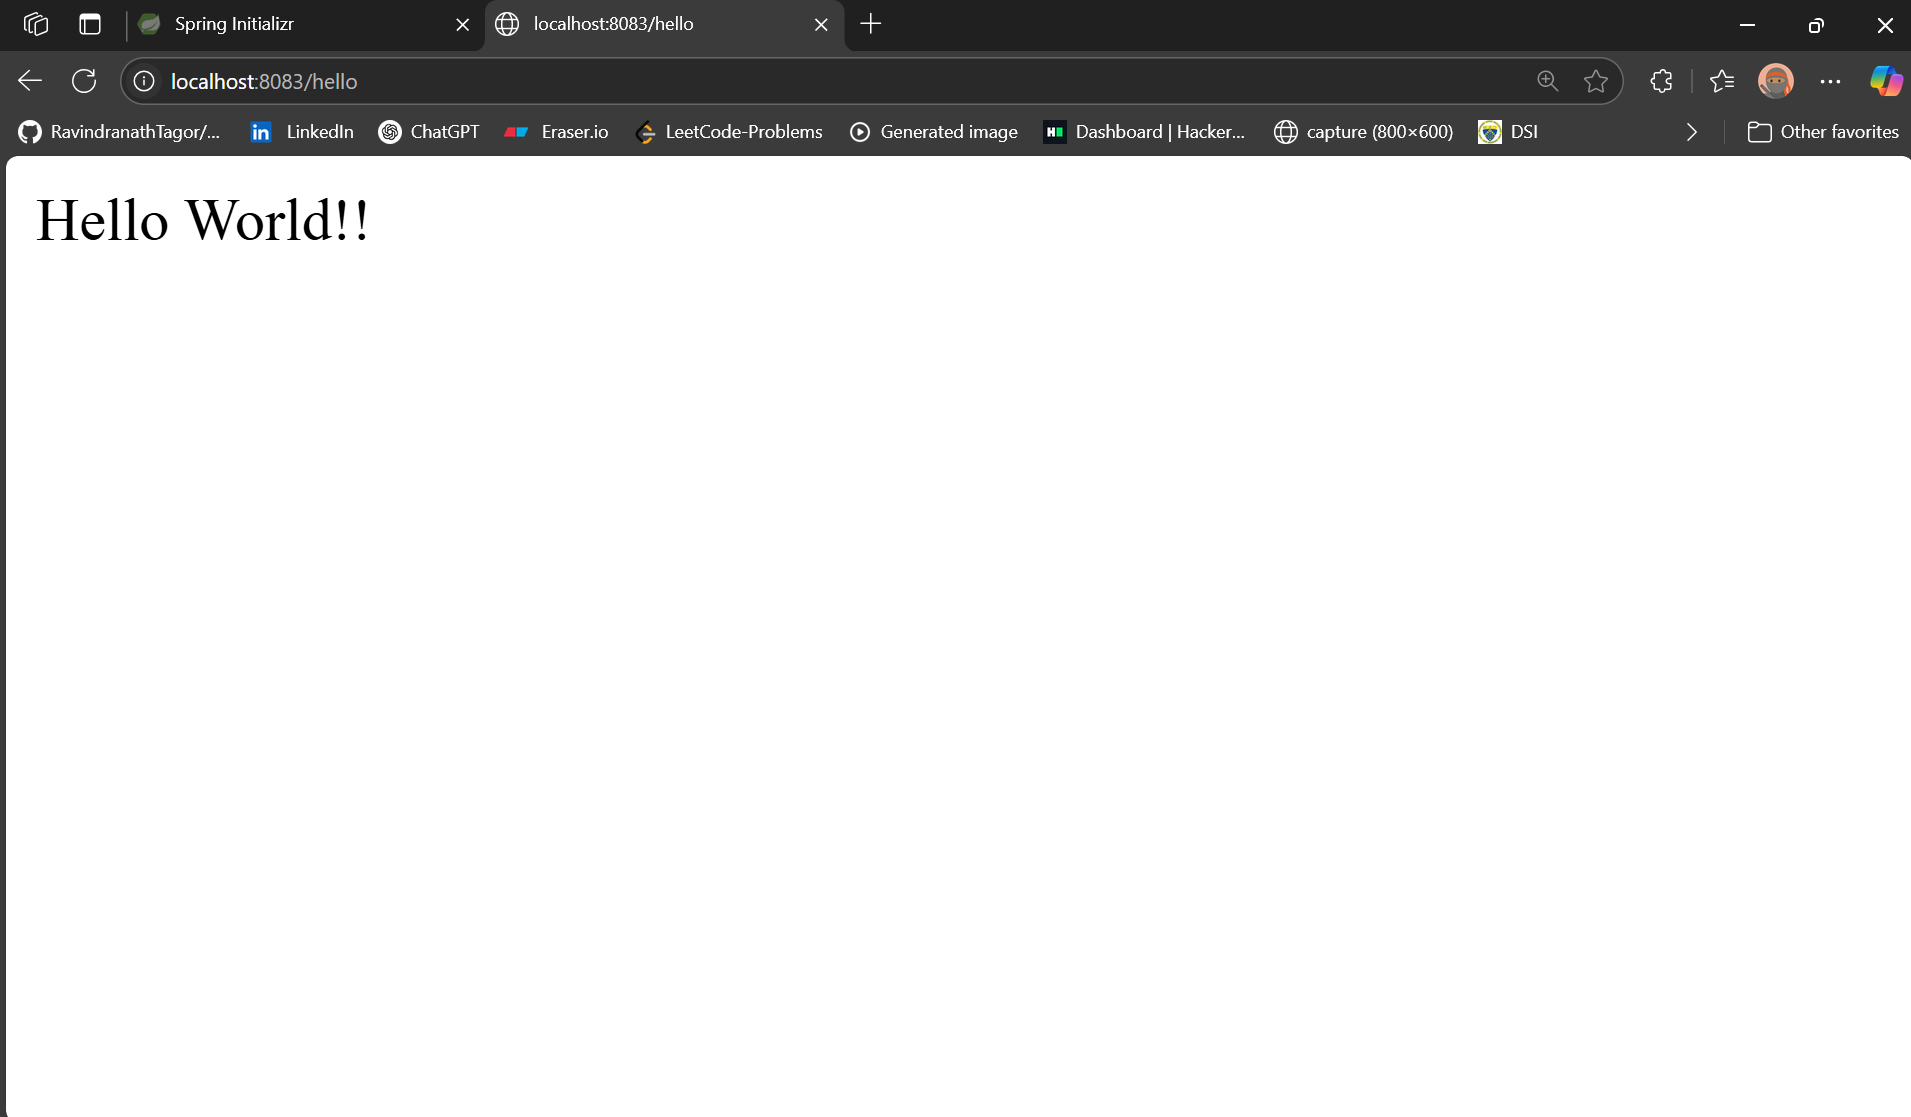 Spring Initializr
localhost:8083/hello
localhost:8083/hello
RavindranathTagor/... LinkedIn ChatGPT Eraser.io LeetCode-Problems Generated image Dashboard | Hacker... capture (800×600) DSI Other favorites
Hello World!!